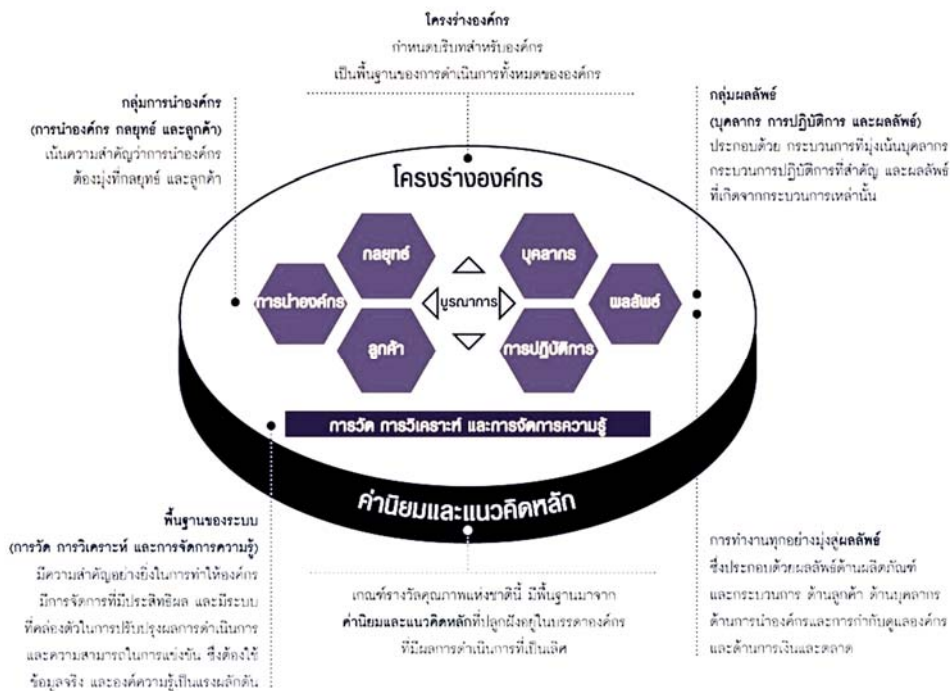 โครงร่างองค์กร
กำหนดบริบทสำหรับองค์กร
เป็นพื้นฐานของการดำเนินการทั้งหมดขององค์กร
กลุ่มการนำองค์กร
(การนำองค์กร กลยุทธ์ และลูกค้า)
เน้นความสำคัญว่าการนำองค์กร
ต้องมุ่งที่กลยุทธ์ และลูกค้า
กลุ่มผลลัพธ์
(บุคลากร การปฏิบัติการ และผลลัพธ์)
ประกอบด้วย กระบวนการที่มุ่งเน้นบุคลากร
กระบวนการปฏิบัติการที่สำคัญ และผลลัพธ์
ที่เกิดจากกระบวนการเหล่านั้น
โครงร่างองค์กร
กลยุทธ์
บุคลากร
การนำองค์กร
บูรณาการ
ผลลัพธ์
ลูกค้า
การปฏิบัติการ
การวัด การวิเคราะห์ และการจัดการความรู้
ค่านิยมและแนวคิดหลัก
พื้นฐานของระบบ
(การวัด การวิเคราะห์ และการจัดการความรู้)
มีความสำคัญอย่างยิ่งในการทำให้องค์กร
มีการจัดการที่มีประสิทธิผล และมีระบบ
ที่คล่องตัวในการปรับปรุงผลการดำเนินการ
และความสามารถในการแข่งขัน ซึ่งต้องใช้
ข้อมูลจริง และองค์ความรู้เป็นแรงผลักดัน
เกณฑ์รางวัลคุณภาพแห่งชาตินี้ มีพื้นฐานมาจาก
ค่านิยมและแนวคิดหลักที่ปลูกฝังอยู่ในบรรดาองค์กร
ที่มีผลการดำเนินการที่เป็นเลิศ
การทำงานทุกอย่างมุ่งสู่ผลลัพธ์
ซึ่งประกอบด้วยผลลัพธ์ด้านผลิตภัณฑ์
และกระบวนการ ด้านลูกค้า ด้านบุคลากร
ด้านการนำองค์กรและการกำกับดูแลองค์กร
และด้านการเงินและตลาด